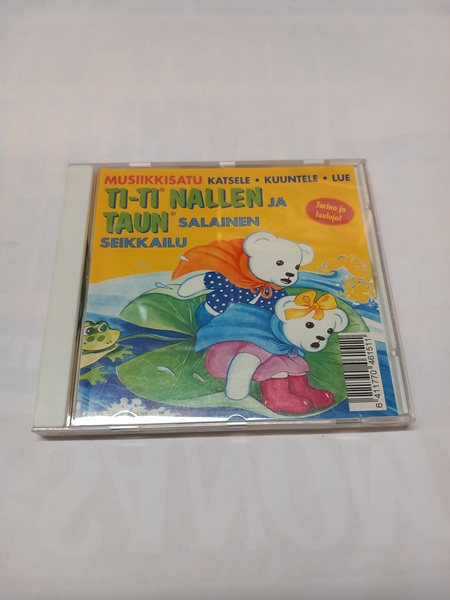 MUSIIKKISATU KATSELE • KUUNTELE • LUE
TI-TI® NALLEN JA
TAUN® SALAINEN
SEIKKAILU
Tarina ja
lauluja!
6 411770 461511